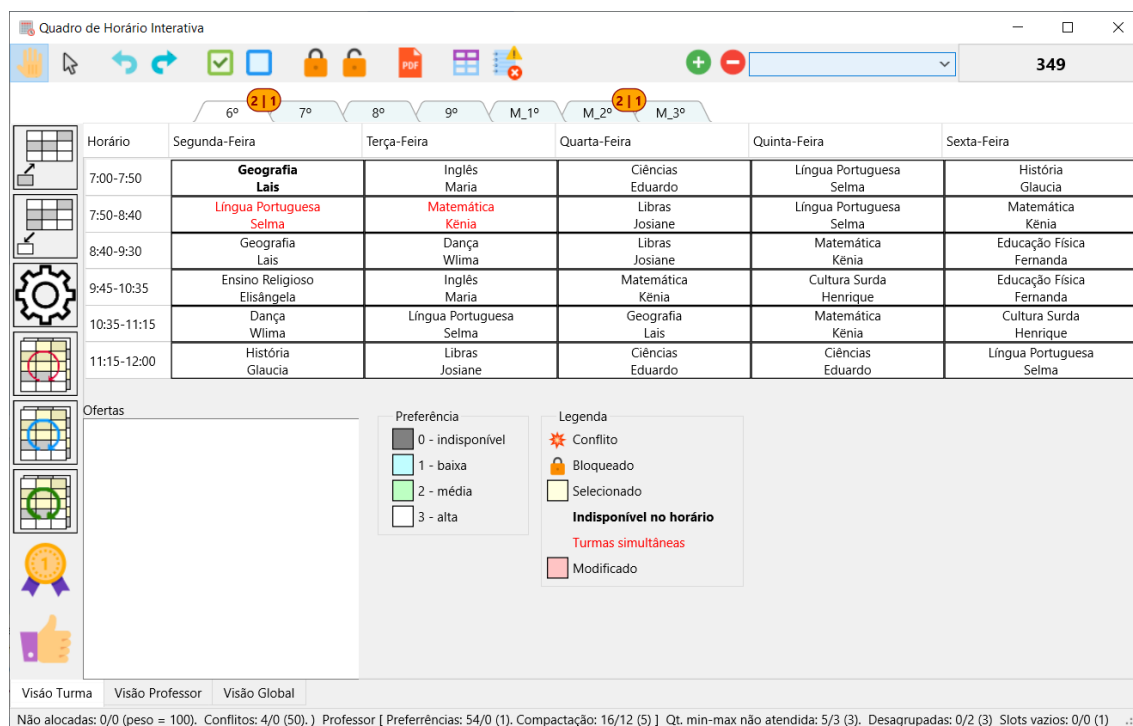 Quadro de Horário Interativa
PDF
349
2 | 1
2 | 1
6º 7º 8º 9º M_1º M_2º M_3º
Horário Segunda-Feira Terça-Feira Quarta-Feira Quinta-Feira Sexta-Feira
7:00-7:50
Geografia Inglês Ciências Língua Portuguesa História
Lais Maria Eduardo Selma Glaucia
7:50-8:40
Língua Portuguesa Matemática Libras Língua Portuguesa Matemática
Selma Kënia Josiane Selma Kënia
8:40-9:30
Geografia Dança Libras Matemática Educação Física
Lais Wlima Josiane Kënia Fernanda
9:45-10:35
Ensino Religioso Inglês Matemática Cultura Surda Educação Física
Elisângela Maria Kënia Henrique Fernanda
10:35-11:15
Dança Língua Portuguesa Geografia Matemática Cultura Surda
Wlima Selma Lais Kënia Henrique
11:15-12:00
História Libras Ciências Ciências Língua Portuguesa
Glaucia Josiane Eduardo Eduardo Selma
Ofertas
Preferência
0 - indisponível
1 - baixa
2 - média
3 - alta
Legenda
Conflito
Bloqueado
Selecionado
Indisponível no horário
Turmas simultâneas
Modificado
1
Visáo Turma Visão Professor Visão Global
Não alocadas: 0/0 (peso = 100). Conflitos: 4/0 (50). ) Professor [ Preferrências: 54/0 (1). Compactação: 16/12 (5) ] Qt. min-max não atendida: 5/3 (3). Desagrupadas: 0/2 (3) Slots vazios: 0/0 (1)